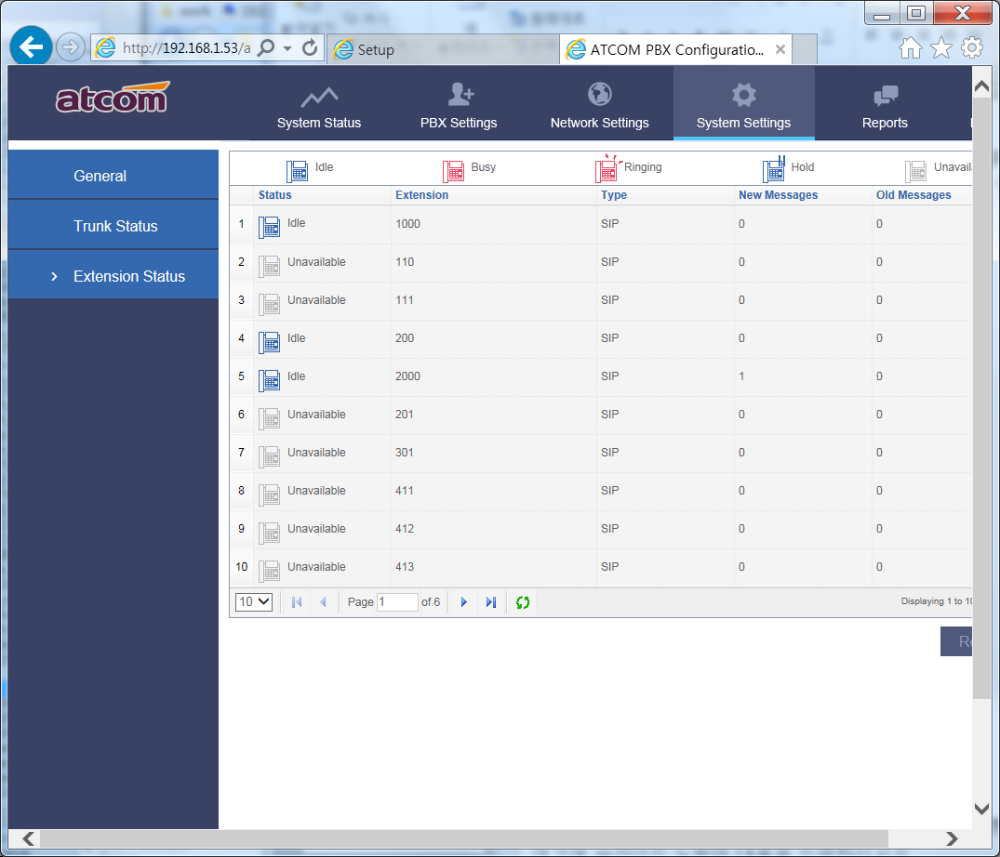 http://192.168.1.53/a
Setup
ATCOM PBX Configuratio...
atcom
System Status
PBX Settings
Network Settings
System Settings
Reports
General
Trunk Status
Extension Status
Idle Busy Ringing Hold Unavail
Status Extension Type New Messages Old Messages
1 Idle 1000 SIP 0 0
2 Unavailable 110 SIP 0 0
3 Unavailable 111 SIP 0 0
4 Idle 200 SIP 0 0
5 Idle 2000 SIP 1 0
6 Unavailable 201 SIP 0 0
7 Unavailable 301 SIP 0 0
8 Unavailable 411 SIP 0 0
9 Unavailable 412 SIP 0 0
10 Unavailable 413 SIP 0 0
10 Page 1 of 6 Displaying 1 to 10